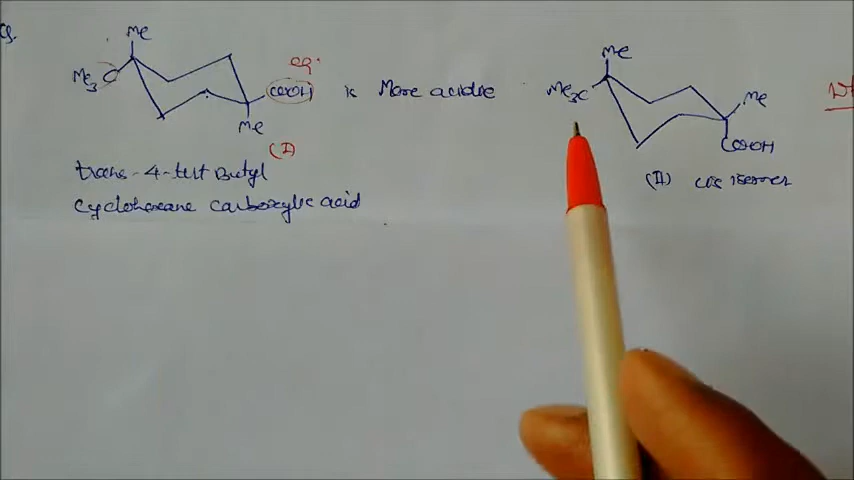 Q.
Me
Me3C
eq.
COOH
is More acidic
Me
(I)
trans-4-tert Butyl
cyclohexane carboxylic acid
Me
Me3C
Me
COOH
(II) cis isomer